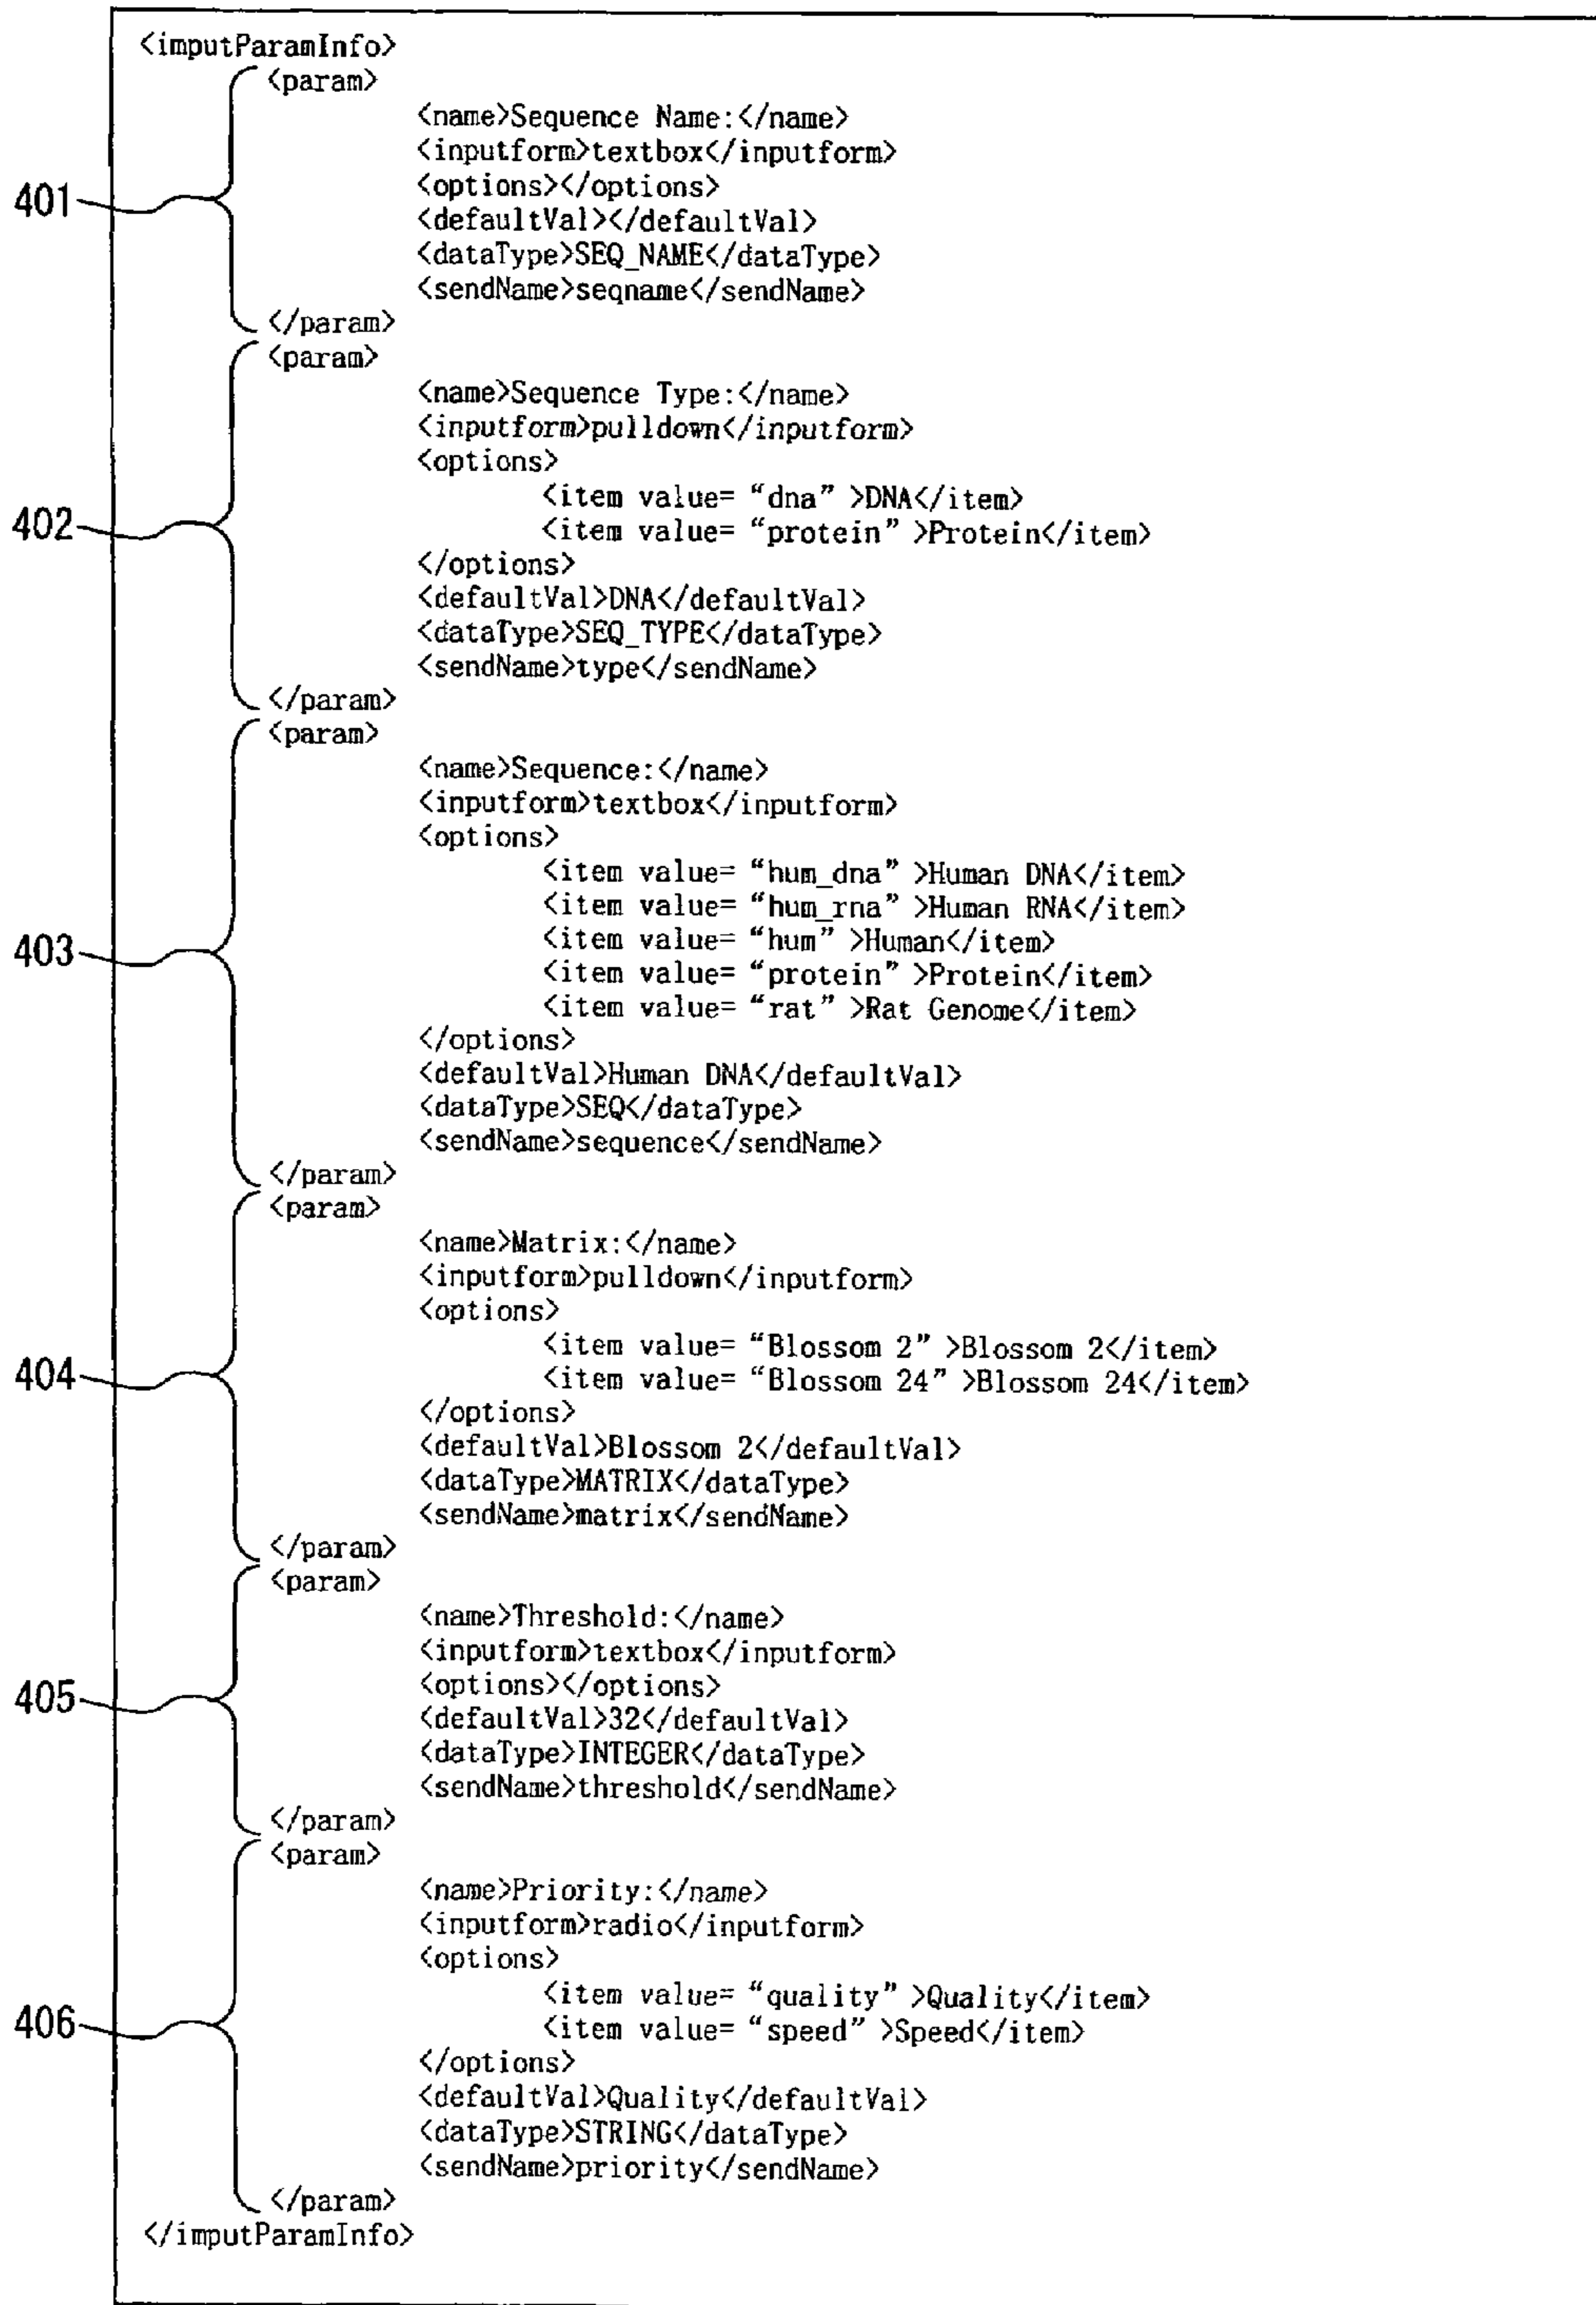 <imputParamInfo>
<param>
<name>Sequence Name:</name>
<inputform>textbox</inputform>
<options></options>
401
<defaultVal></defaultVal>
<dataType>SEQ_NAME</dataType>
<sendName>seqname</sendName>
</param>
<param>
<name>Sequence Type:</name>
<inputform>pulldown</inputform>
<options>
<item value= “dna” >DNA</item>
402
<item value= “protein” >Protein</item>
</options>
<defaultVal>DNA</defaultVal>
<dataType>SEQ_TYPE</dataType>
<sendName>type</sendName>
</param>
<param>
<name>Sequence:</name>
<inputform>textbox</inputform>
<options>
<item value= “hum_dna” >Human DNA</item>
<item value= “hum_rna” >Human RNA</item>
403
<item value= “hum” >Human</item>
<item value= “protein” >Protein</item>
<item value= “rat” >Rat Genome</item>
</options>
<defaultVal>Human DNA</defaultVal>
<dataType>SEQ</dataType>
<sendName>sequence</sendName>
</param>
<param>
<name>Matrix:</name>
<inputform>pulldown</inputform>
<options>
<item value= “Blossom 2” >Blossom 2</item>
404
<item value= “Blossom 24” >Blossom 24</item>
</options>
<defaultVal>Blossom 2</defaultVal>
<dataType>MATRIX</dataType>
<sendName>matrix</sendName>
</param>
<param>
<name>Threshold:</name>
<inputform>textbox</inputform>
405
<options></options>
<defaultVal>32</defaultVal>
<dataType>INTEGER</dataType>
<sendName>threshold</sendName>
</param>
<param>
<name>Priority:</name>
<inputform>radio</inputform>
<options>
<item value= “quality” >Quality</item>
406
<item value= “speed” >Speed</item>
</options>
<defaultVal>Quality</defaultVal>
<dataType>STRING</dataType>
<sendName>priority</sendName>
</param>
</imputParamInfo>